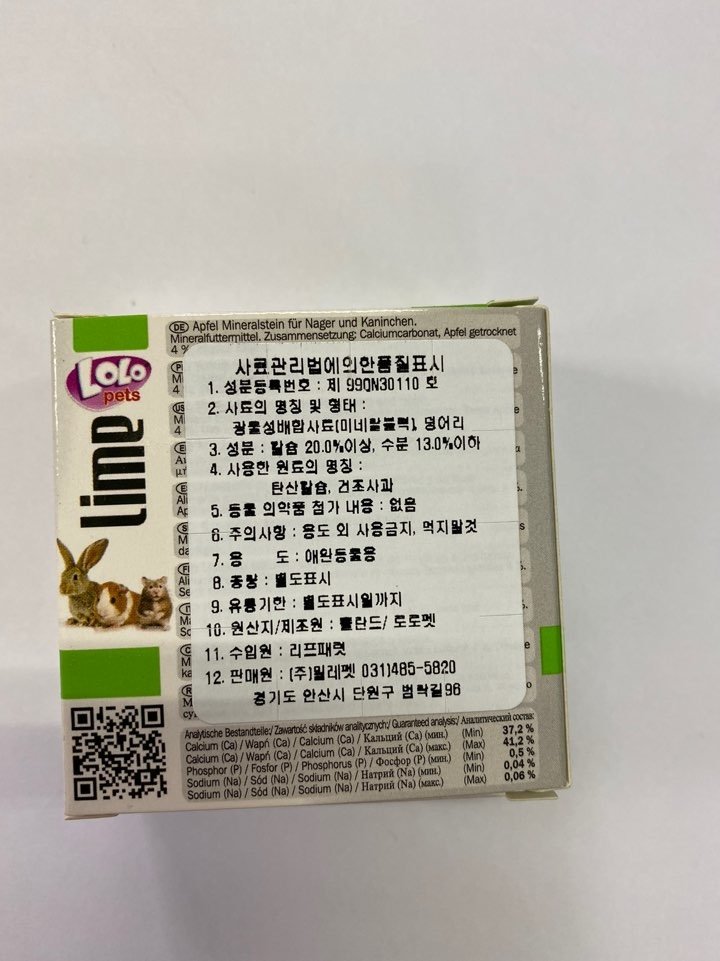 DE Apfel Mineralstein für Nager und Kaninchen.
Mineralfuttermittel. Zusammensetzung: Calciumcarbonat, Apfel getrocknet
4 %
LOLO
pets
lime
사료관리법에의한품질표시
1. 성분등록번호 : 제 99QN30110 호
2. 사료의 명칭 및 형태 :
광물성배합사료(미네랄블럭), 덩어리
3. 성분 : 칼슘 20.0%이상, 수분 13.0%이하
4. 사용한 원료의 명칭 :
탄산칼슘, 건조사과
5. 동물 의약품 첨가 내용 : 없음
6. 주의사항 : 용도 외 사용금지, 먹지말것
7. 용 도 : 애완동물용
8. 중량 : 별도표시
9. 유통기한 : 별도표시일까지
10. 원산지/제조원 : 폴란드/ 로로펫
11. 수입원 : 리프패럿
12. 판매원 : (주)밀레펫 031)485-5820
경기도 안산시 단원구 범락길96
Analytische Bestandteile:/ Zawartość składników analitycznych:/ Guaranteed analysis:/ Аналитический состав:
Calcium (Ca) / Wapń (Ca) / Calcium (Ca) / Кальций (Ca) (мин.) (Min) 37,2 %
Calcium (Ca) / Wapń (Ca) / Calcium (Ca) / Кальций (Ca) (макс.) (Max) 41,2 %
Phosphor (P) / Fosfor (P) / Phosphorus (P) / Фосфор (P) (мин.) (Min) 0,5 %
Sodium (Na) / Sód (Na) / Sodium (Na) / Натрий (Na) (мин.) (Min) 0,04 %
Sodium (Na) / Sód (Na) / Sodium (Na) / Натрий (Na) (макс.) (Max) 0,06 %